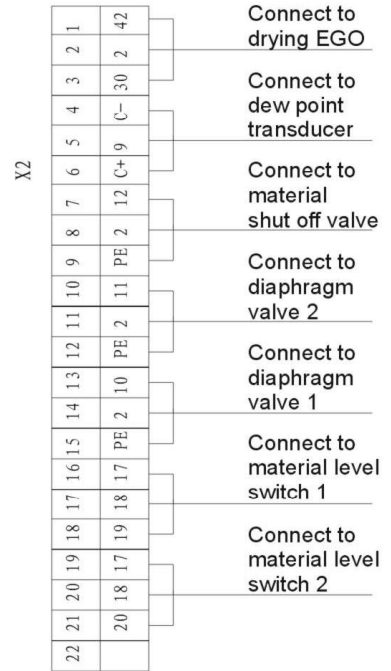 X2
1 42
2 2
3 30
4 C-
5 9
6 C+
7 12
8 2
9 PE
10 11
11 2
12 PE
13 10
14 2
15 PE
16 17
17 18
18 19
19 17
20 18
21 20
22
Connect to
drying EGO
Connect to
dew point
transducer
Connect to
material
shut off valve
Connect to
diaphragm
valve 2
Connect to
diaphragm
valve 1
Connect to
material level
switch 1
Connect to
material level
switch 2